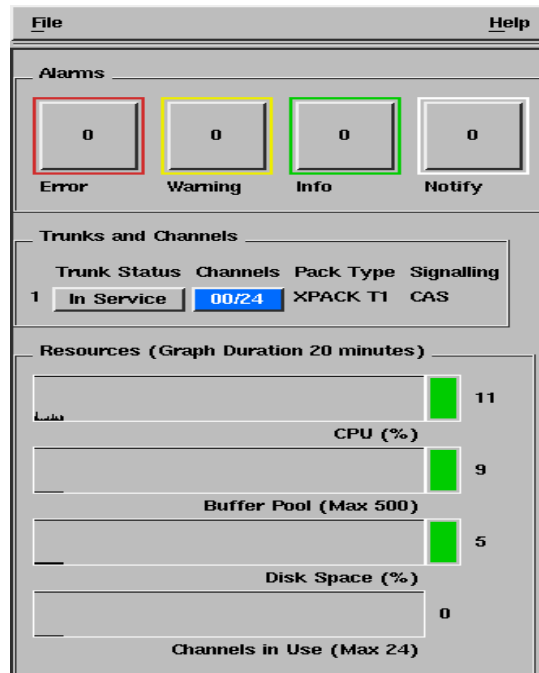 File Help
Alarms
0 0 0 0
Error Warning Info Notify
Trunks and Channels
Trunk Status Channels Pack Type Signalling
1 In Service 00/24 XPACK T1 CAS
Resources (Graph Duration 20 minutes)
11
CPU (%)
9
Buffer Pool (Max 500)
5
Disk Space (%)
0
Channels in Use (Max 24)